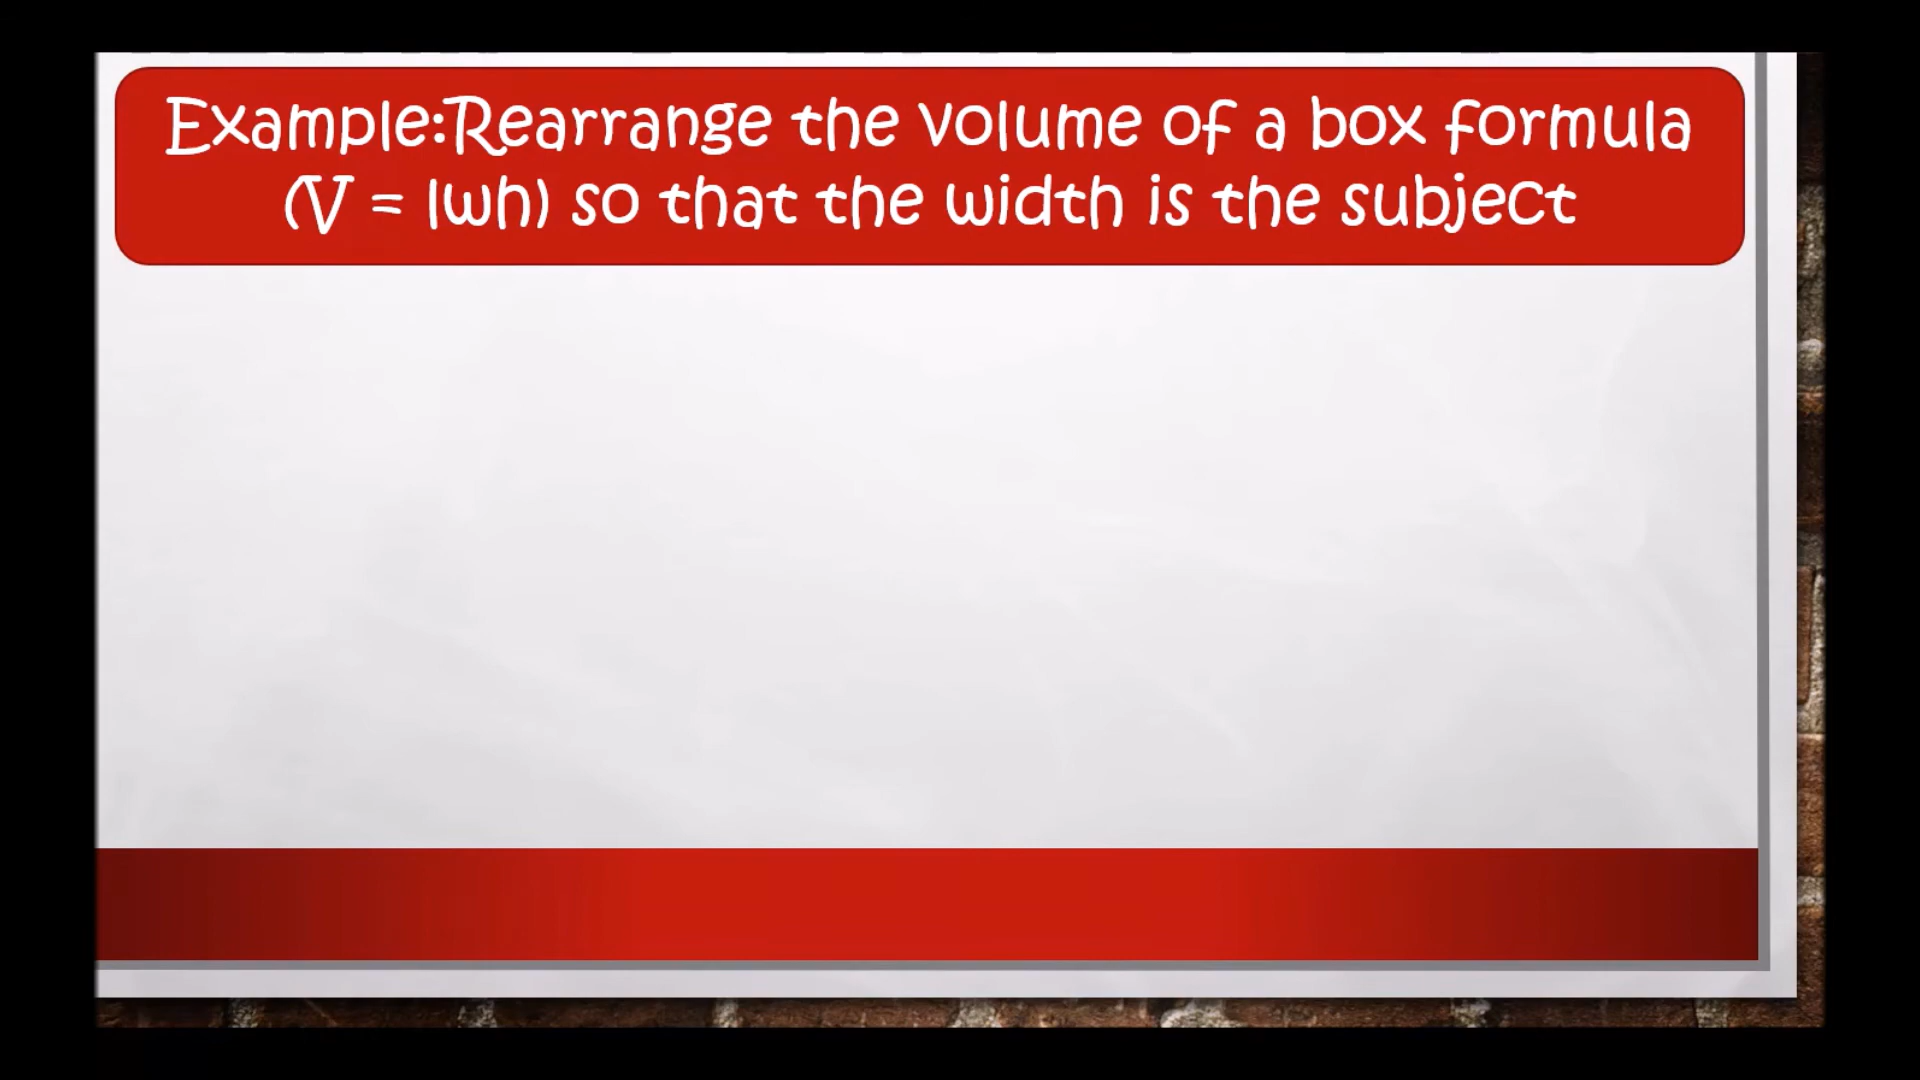 Example:Rearrange the volume of a box formula
(V = lwh) so that the width is the subject